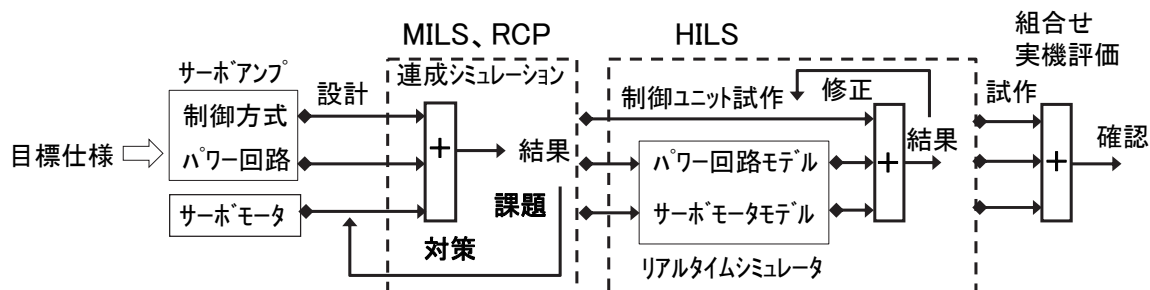 MILS、RCP
HILS
組合せ
実機評価
サーボアンプ
設計
連成シミュレーション
制御ユニット試作
修正
試作
制御方式
パワー回路
目標仕様
+
結果
パワー回路モデル
+
結果
+
確認
サーボモータ
課題
サーボモータモデル
対策
リアルタイムシミュレータ